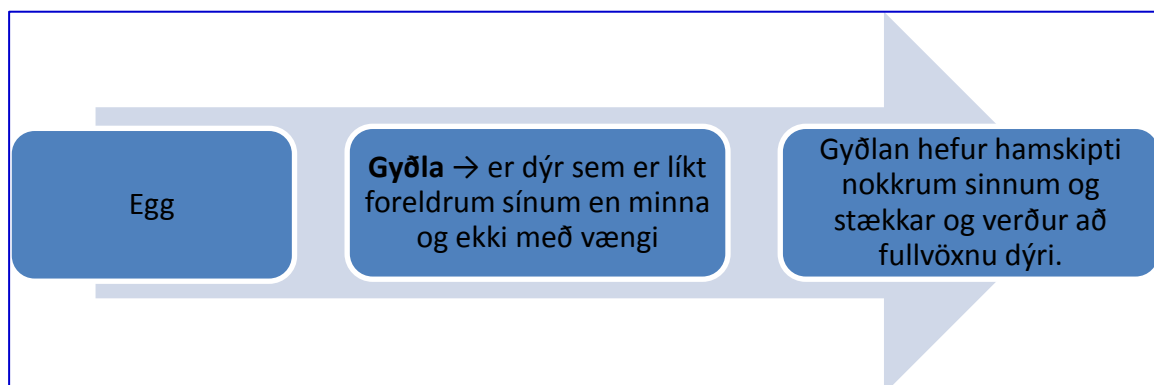 Egg
Gyðla → er dýr sem er líkt
foreldrum sínum en minna
og ekki með vængi
Gyðlan hefur hamskipti
nokkrum sinnum og
stækkar og verður að
fullvöxnu dýri.